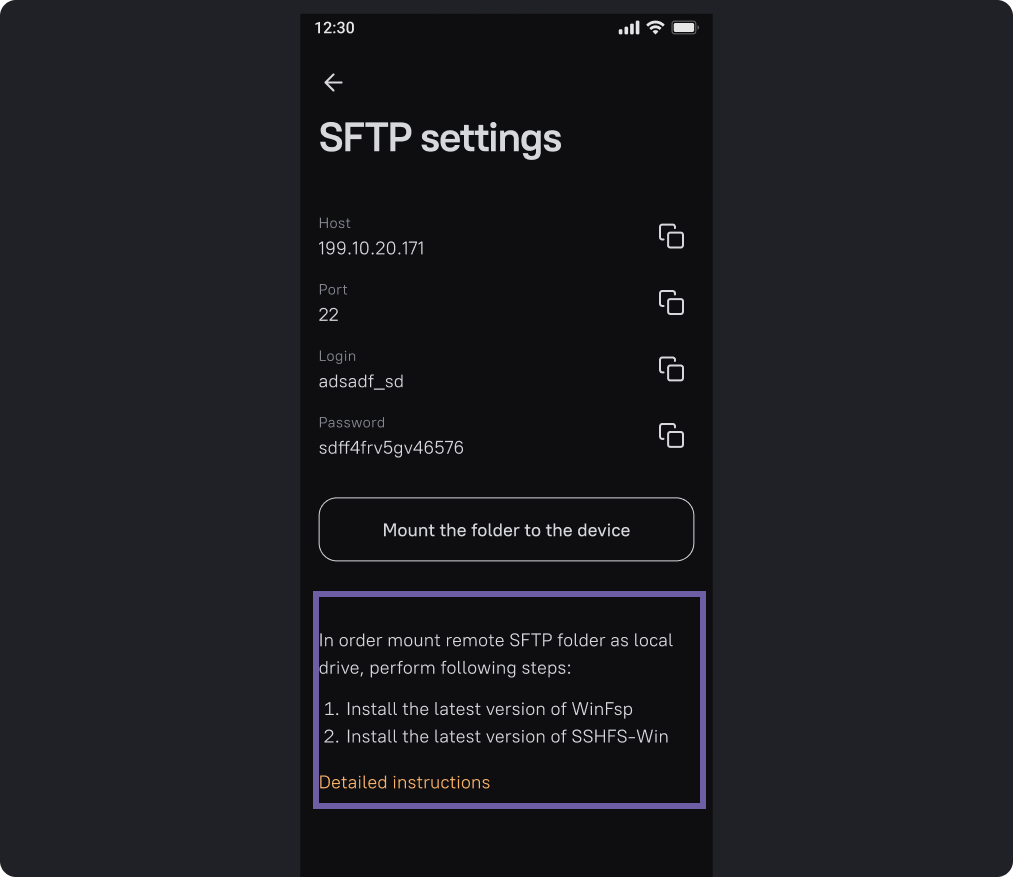 12:30
SFTP settings
Host
199.10.20.171
Port
22
Login
adsadf_sd
Password
sdff4frv5gv46576
Mount the folder to the device
In order mount remote SFTP folder as local
drive, perform following steps:
1. Install the latest version of WinFsp
2. Install the latest version of SSHFS-Win
Detailed instructions